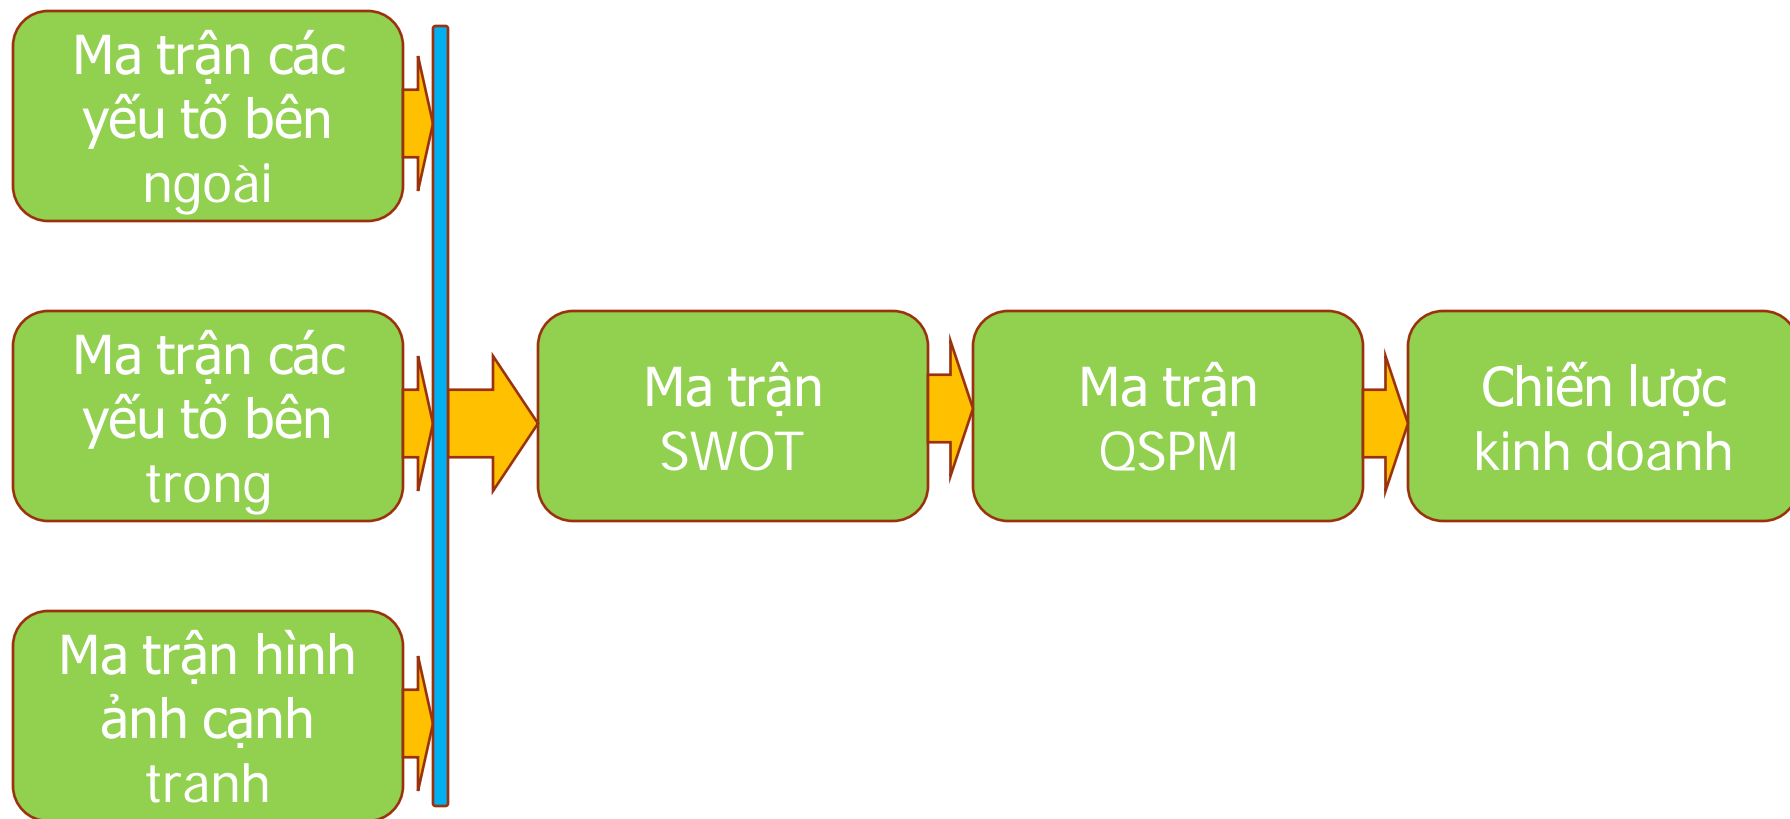 Ma trận các
yếu tố bên
ngoài
Ma trận các
yếu tố bên
trong
Ma trận hình
ảnh cạnh
tranh
Ma trận
SWOT
Ma trận
QSPM
Chiến lược
kinh doanh